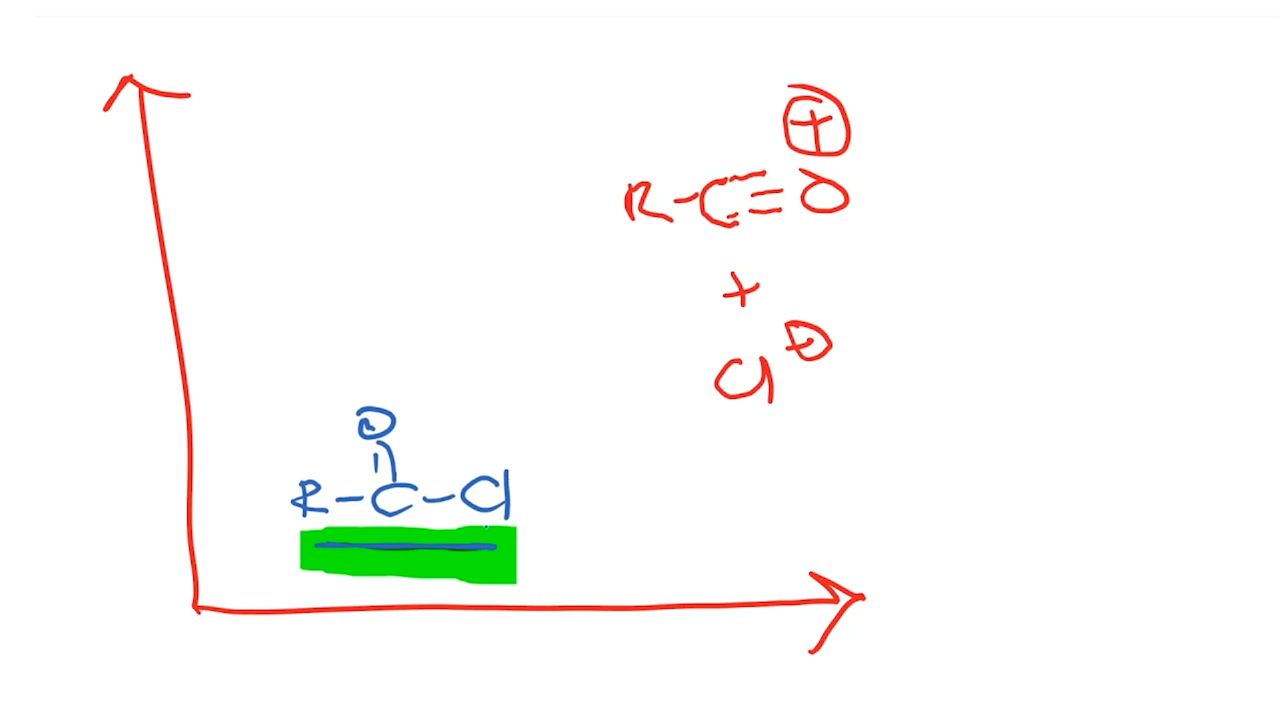 ⊕
R-C≡O
+
Cl⊖
O
R-C-Cl